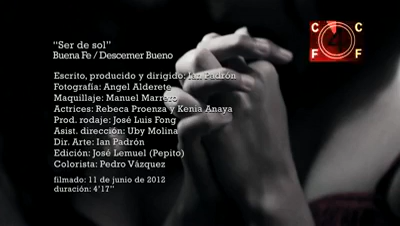 "Ser de sol"
Buena Fe / Descemer Bueno
Escrito, producido y dirigido: Ian Padrón
Fotografia: Angel Alderete
Maquillaje: Manuel Marrero
Actrices: Rebeca Proenza y Kenia Anaya
Prod. rodaje: José Luis Fong
Asist. dirección: Uby Molina
Dir. Arte: Ian Padrón
Edición: José Lemuel (Pepito)
Colorista: Pedro Vázquez
filmado: 11 de junio de 2012
duración: 4'17"
C C
F F